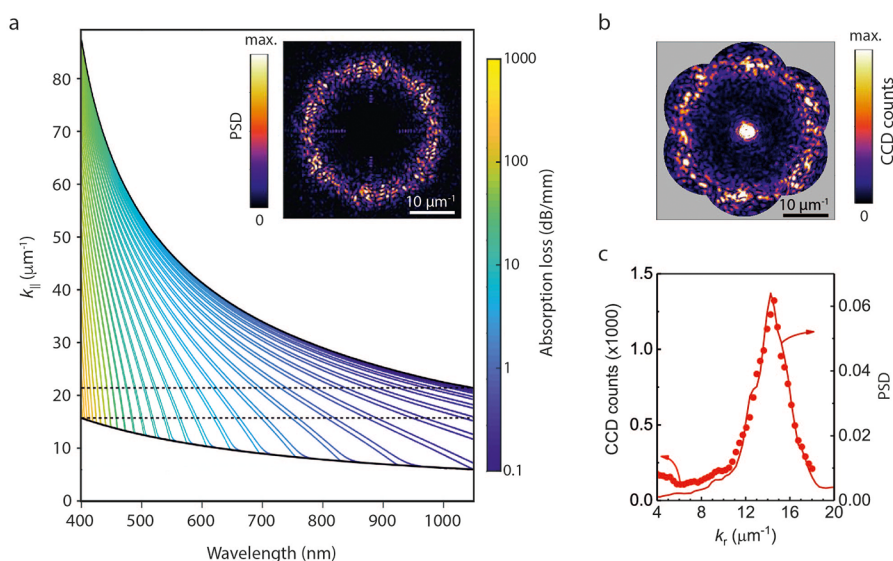 a
b
c
80
70
60
50
40
30
20
10
0
k|| (µm⁻¹)
400
500
600
700
800
900
1000
Wavelength (nm)
max.
PSD
0
10 µm⁻¹
1000
100
10
1
0.1
Absorption loss (dB/mm)
max.
CCD counts
0
10 µm⁻¹
1.5
1.0
0.5
0.0
CCD counts (x1000)
0.06
0.04
0.02
0.00
PSD
4
8
12
16
20
kᵣ (µm⁻¹)